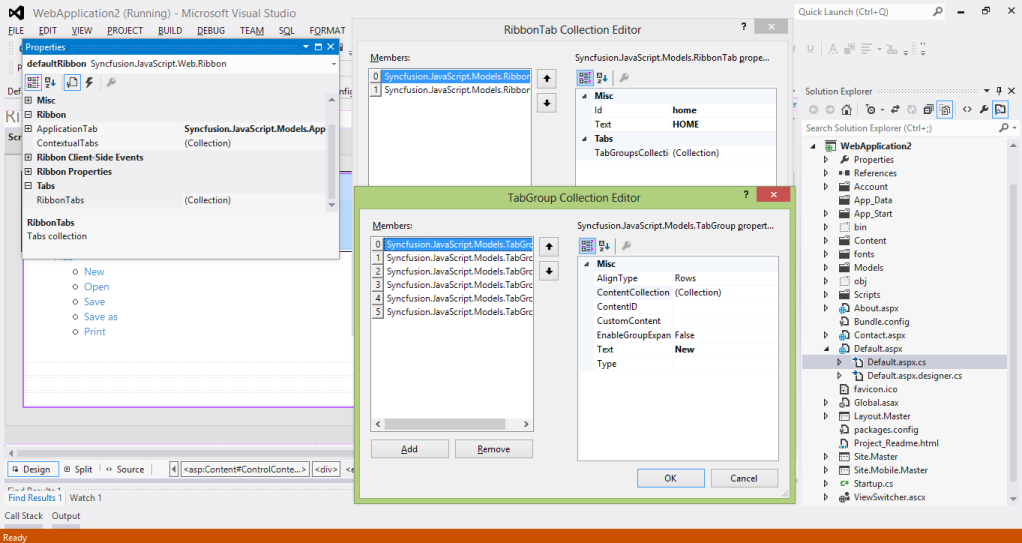 WebApplication2 (Running) - Microsoft Visual Studio
Quick Launch (Ctrl+Q)
FILE EDIT VIEW PROJECT BUILD DEBUG TEAM SQL FORMAT
Properties
defaultRibbon Syncfusion.JavaScript.Web.Ribbon
Misc
Ribbon
ApplicationTab Syncfusion.JavaScript.Models.App
ContextualTabs (Collection)
Ribbon Client-Side Events
Ribbon Properties
Tabs
RibbonTabs (Collection)
RibbonTabs
Tabs collection
New
Open
Save
Save as
Print
RibbonTab Collection Editor
? ×
Members:
0 Syncfusion.JavaScript.Models.Ribbon
1 Syncfusion.JavaScript.Models.Ribbon
Syncfusion.JavaScript.Models.RibbonTab prope...
Misc
Id home
Text HOME
Tabs
TabGroupsCollecti (Collection)
TabGroup Collection Editor
? ×
Members:
0 Syncfusion.JavaScript.Models.TabGrc
1 Syncfusion.JavaScript.Models.TabGrc
2 Syncfusion.JavaScript.Models.TabGrc
3 Syncfusion.JavaScript.Models.TabGrc
4 Syncfusion.JavaScript.Models.TabGrc
5 Syncfusion.JavaScript.Models.TabGrc
Add Remove
Syncfusion.JavaScript.Models.TabGroup propert...
Misc
AlignType Rows
ContentCollection (Collection)
ContentID
CustomContent
EnableGroupExpan False
Text New
Type
OK Cancel
Solution Explorer
Search Solution Explorer (Ctrl+;)
WebApplication2
Properties
References
Account
App_Data
App_Start
bin
Content
fonts
Models
obj
Scripts
About.aspx
Bundle.config
Contact.aspx
Default.aspx
Default.aspx.cs
Default.aspx.designer.cs
favicon.ico
Global.asax
Layout.Master
packages.config
Project_Readme.html
Site.Master
Site.Mobile.Master
Startup.cs
ViewSwitcher.ascx
Design Split Source <asp:Content#ControlConte...> <div>
Find Results 1 Watch 1
Call Stack Output
Ready